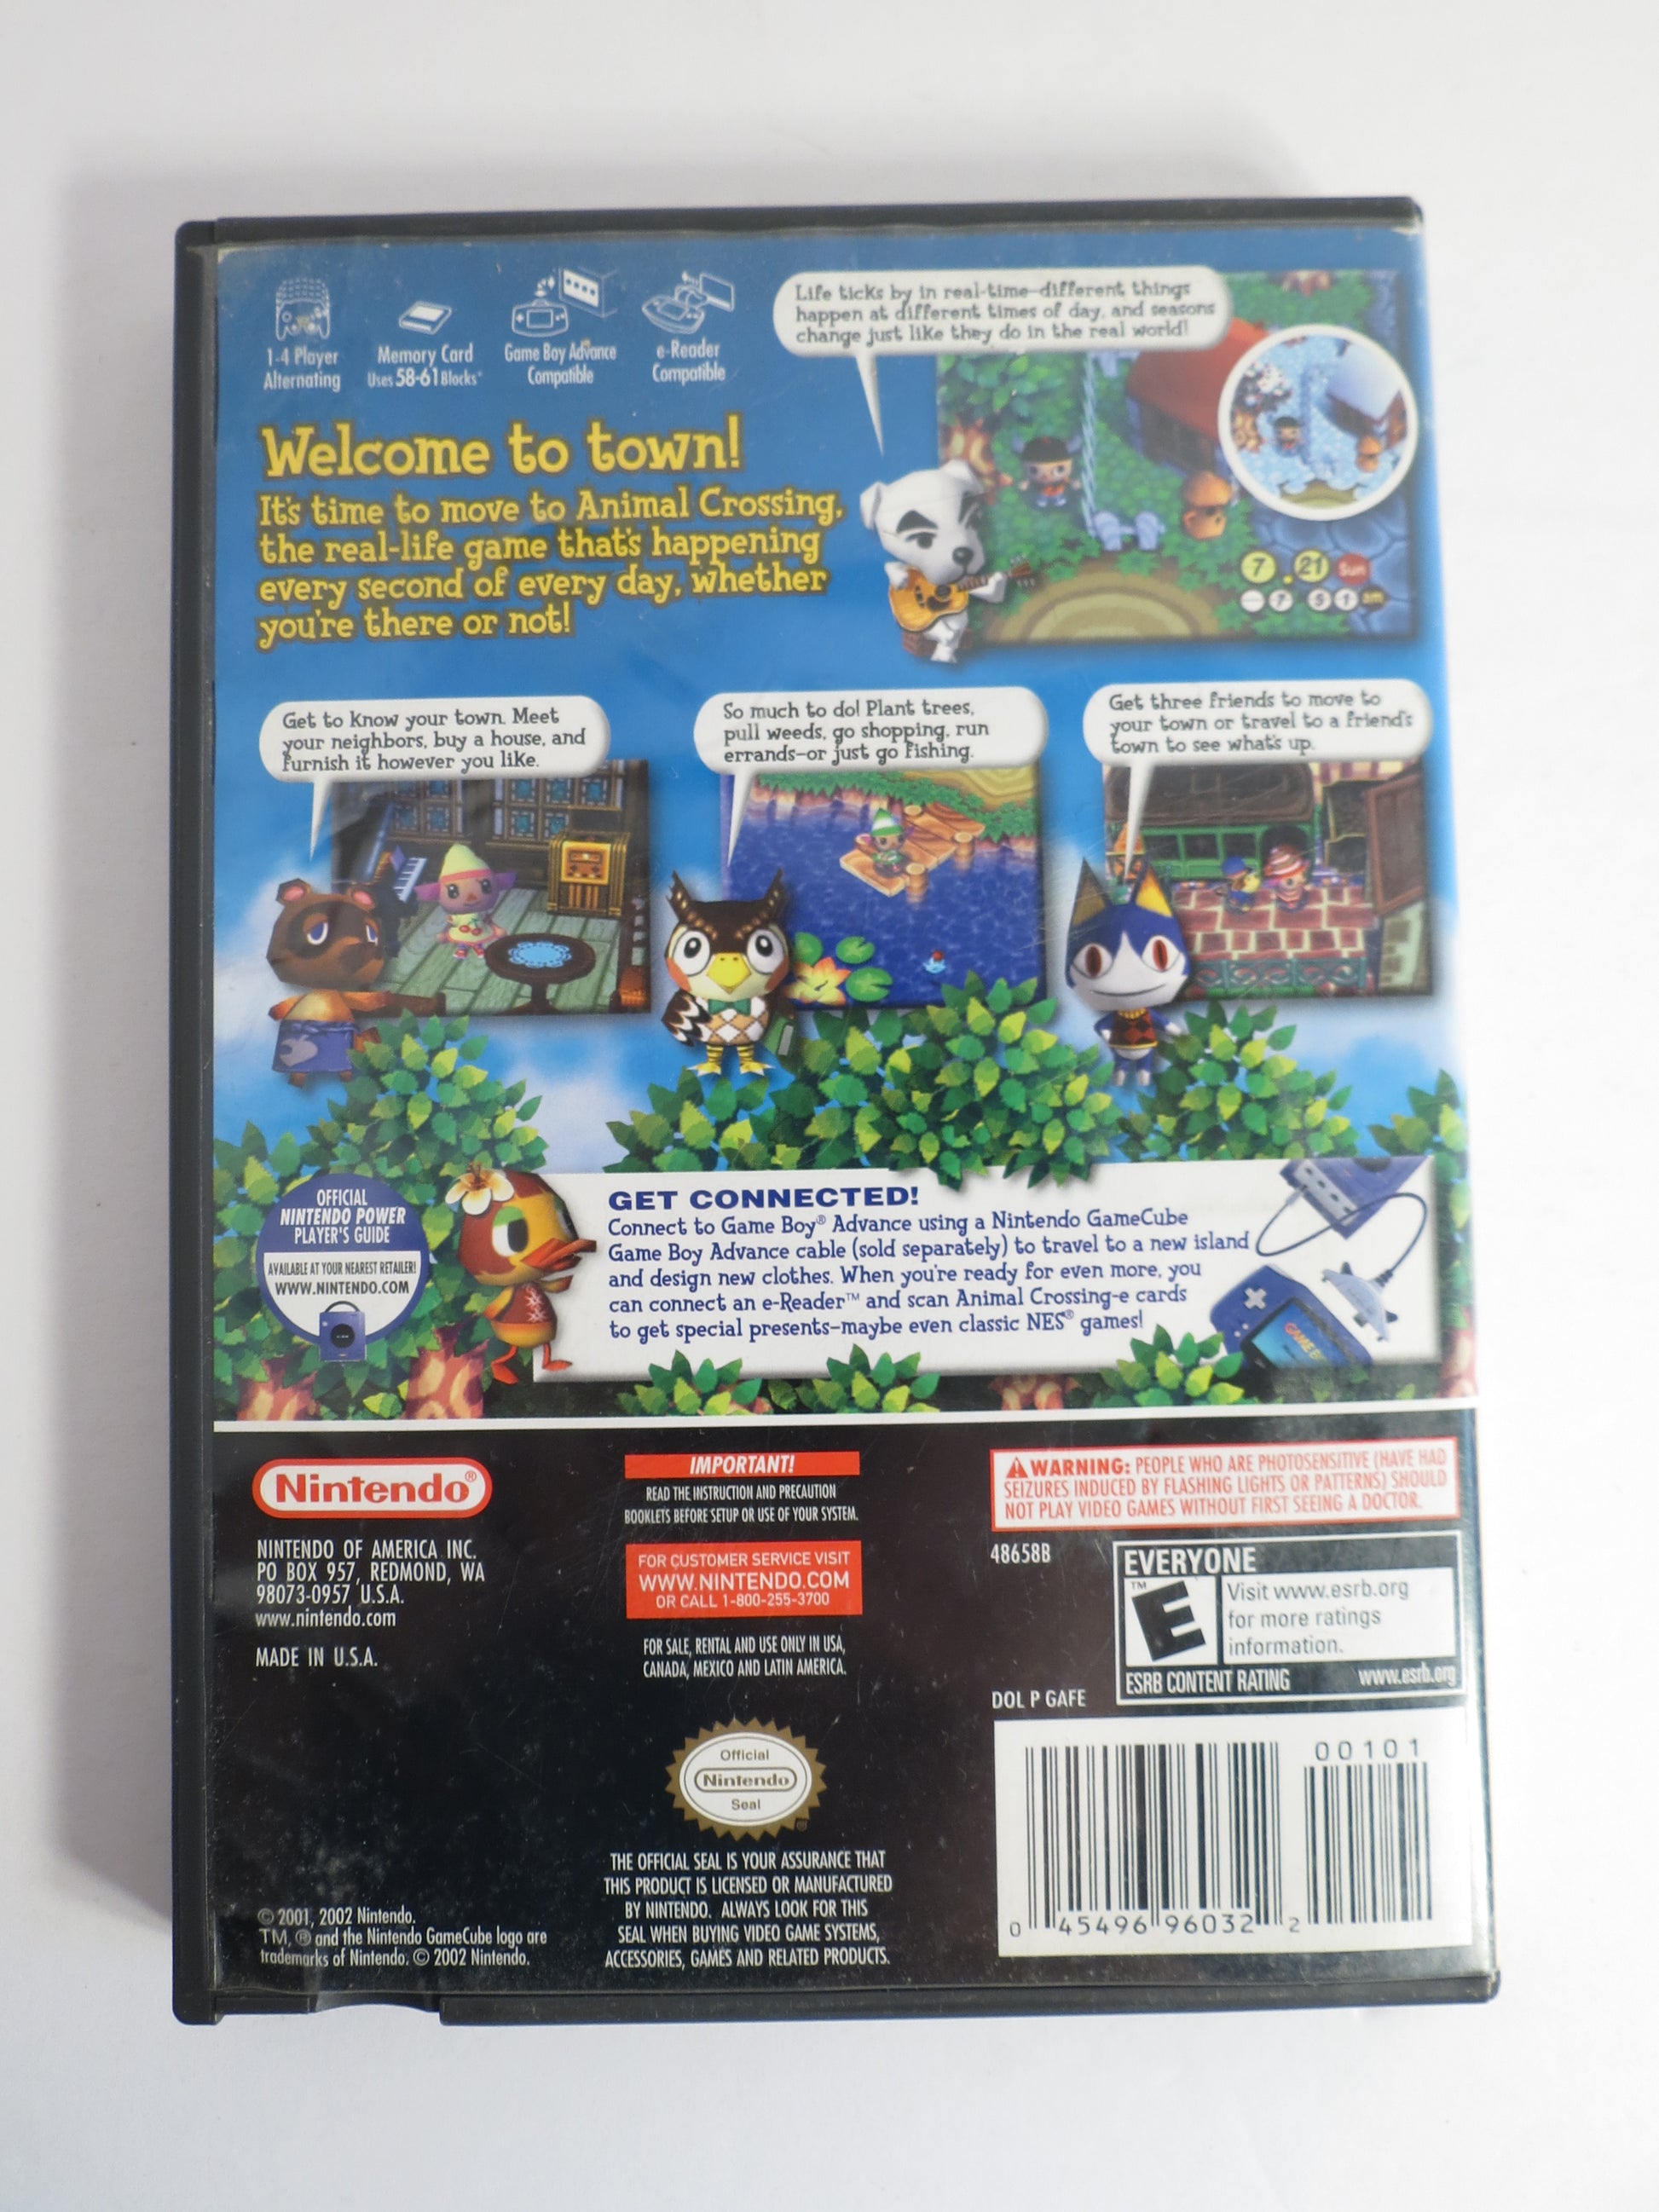 1-4 Player
Alternating
Memory Card
Uses 58-61 Blocks*
Game Boy Advance
Compatible
e-Reader
Compatible
Life ticks by in real-time-different things
happen at different times of day, and seasons
change just like they do in the real world!
Welcome to town!
It's time to move to Animal Crossing,
the real-life game that's happening
every second of every day, whether
you're there or not!
7.21 Sun
7 51 am
Get to know your town. Meet
your neighbors, buy a house, and
furnish it however you like.
So much to do! Plant trees,
pull weeds, go shopping, run
errands-or just go fishing.
Get three friends to move to
your town or travel to a friend's
town to see what's up.
OFFICIAL
NINTENDO POWER
PLAYER'S GUIDE
AVAILABLE AT YOUR NEAREST RETAILER!
WWW.NINTENDO.COM
GET CONNECTED!
Connect to Game Boy® Advance using a Nintendo GameCube
Game Boy Advance cable (sold separately) to travel to a new island
and design new clothes. When you're ready for even more, you
can connect an e-Reader™ and scan Animal Crossing-e cards
to get special presents-maybe even classic NES® games!
Nintendo®
NINTENDO OF AMERICA INC.
PO BOX 957, REDMOND, WA
98073-0957 U.S.A.
www.nintendo.com
MADE IN U.S.A.
© 2001, 2002 Nintendo.
TM, ® and the Nintendo GameCube logo are
trademarks of Nintendo. © 2002 Nintendo.
IMPORTANT!
READ THE INSTRUCTION AND PRECAUTION
BOOKLETS BEFORE SETUP OR USE OF YOUR SYSTEM.
FOR CUSTOMER SERVICE VISIT
WWW.NINTENDO.COM
OR CALL 1-800-255-3700
FOR SALE, RENTAL AND USE ONLY IN USA,
CANADA, MEXICO AND LATIN AMERICA.
Official
Nintendo
Seal
THE OFFICIAL SEAL IS YOUR ASSURANCE THAT
THIS PRODUCT IS LICENSED OR MANUFACTURED
BY NINTENDO. ALWAYS LOOK FOR THIS
SEAL WHEN BUYING VIDEO GAME SYSTEMS,
ACCESSORIES, GAMES AND RELATED PRODUCTS.
WARNING: PEOPLE WHO ARE PHOTOSENSITIVE (HAVE HAD
SEIZURES INDUCED BY FLASHING LIGHTS OR PATTERNS) SHOULD
NOT PLAY VIDEO GAMES WITHOUT FIRST SEEING A DOCTOR.
48658B
EVERYONE
E™
Visit www.esrb.org
for more ratings
information.
ESRB CONTENT RATING www.esrb.org
DOL P GAFE
00101
0 45496 96032 2